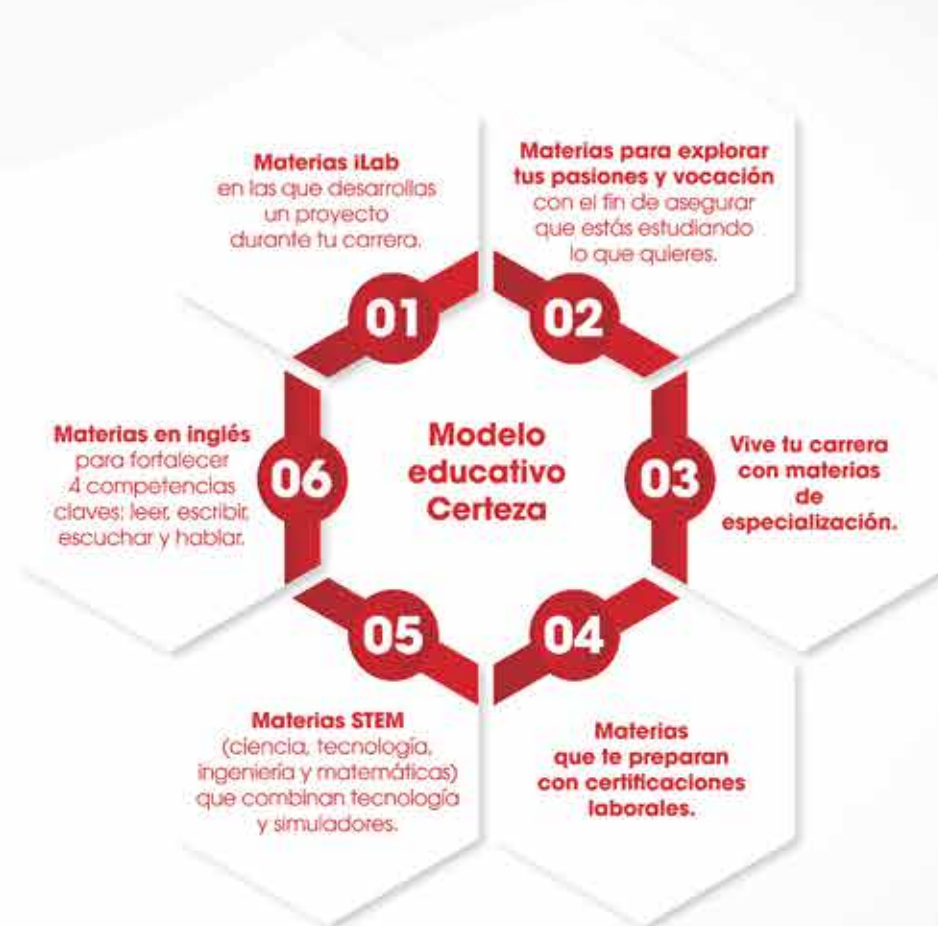 Materias iLab
en las que desarrollas
un proyecto
durante tu carrera.
01
Materias para explorar
tus pasiones y vocación
con el fin de asegurar
que estás estudiando
lo que quieres.
02
Modelo
educativo
Certeza
03
Vive tu carrera
con materias
de
especialización.
04
Materias
que te preparan
con certificaciones
laborales.
05
Materias STEM
(ciencia, tecnología,
ingeniería y matemáticas)
que combinan tecnología
y simuladores.
06
Materias en inglés
para fortalecer
4 competencias
claves: leer, escribir,
escuchar y hablar.